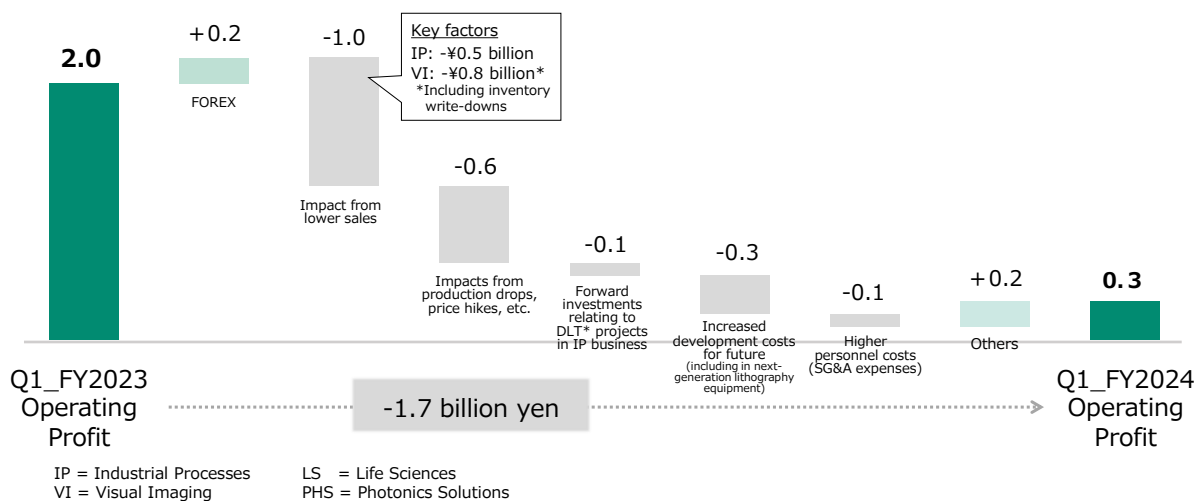 2.0
+0.2
FOREX
-1.0
Impact from
lower sales
Key factors
IP: -¥0.5 billion
VI: -¥0.8 billion*
*Including inventory
write-downs
-0.6
Impacts from
production drops,
price hikes, etc.
-0.1
Forward
investments
relating to
DLT* projects
in IP business
-0.3
Increased
development costs
for future
(including in next-
generation lithography
equipment)
-0.1
Higher
personnel costs
(SG&A expenses)
+0.2
Others
0.3
Q1_FY2023
Operating
Profit
-1.7 billion yen
Q1_FY2024
Operating
Profit
IP = Industrial Processes
LS = Life Sciences
VI = Visual Imaging
PHS = Photonics Solutions